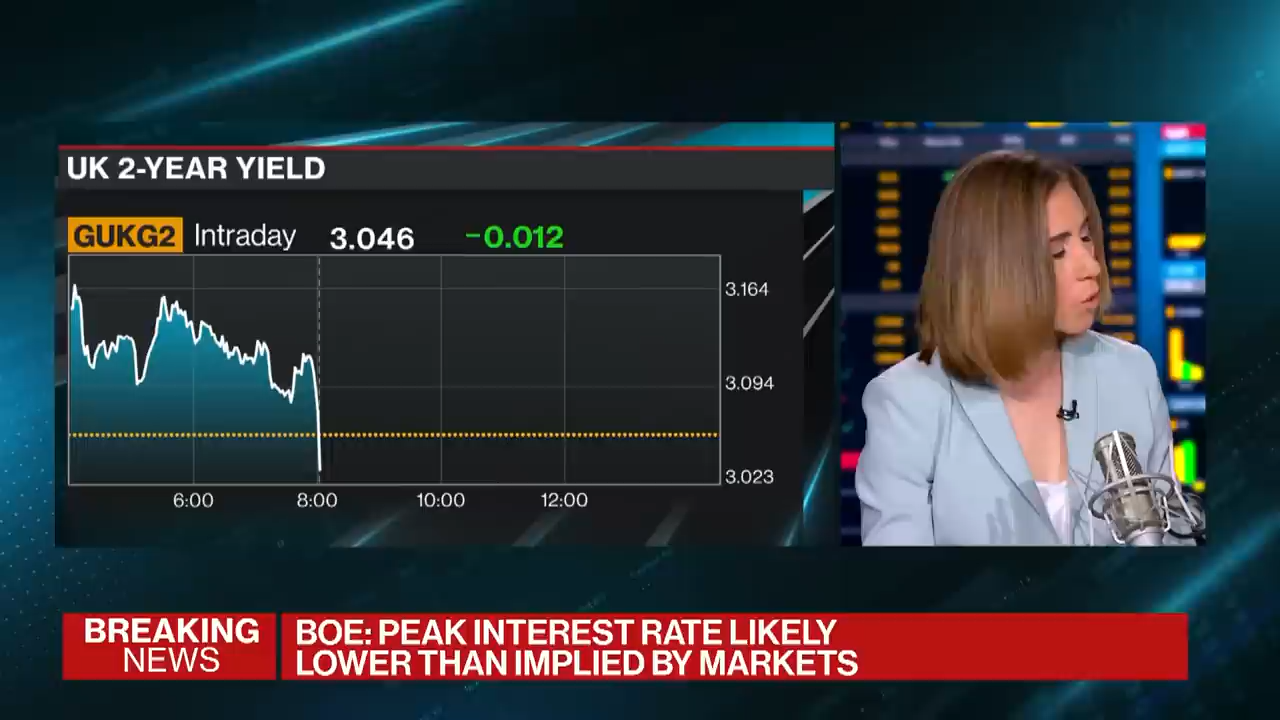 UK 2-YEAR YIELD
GUKG2 Intraday 3.046 -0.012
3.164
3.094
3.023
6:00 8:00 10:00 12:00
BREAKING
NEWS
BOE: PEAK INTEREST RATE LIKELY
LOWER THAN IMPLIED BY MARKETS